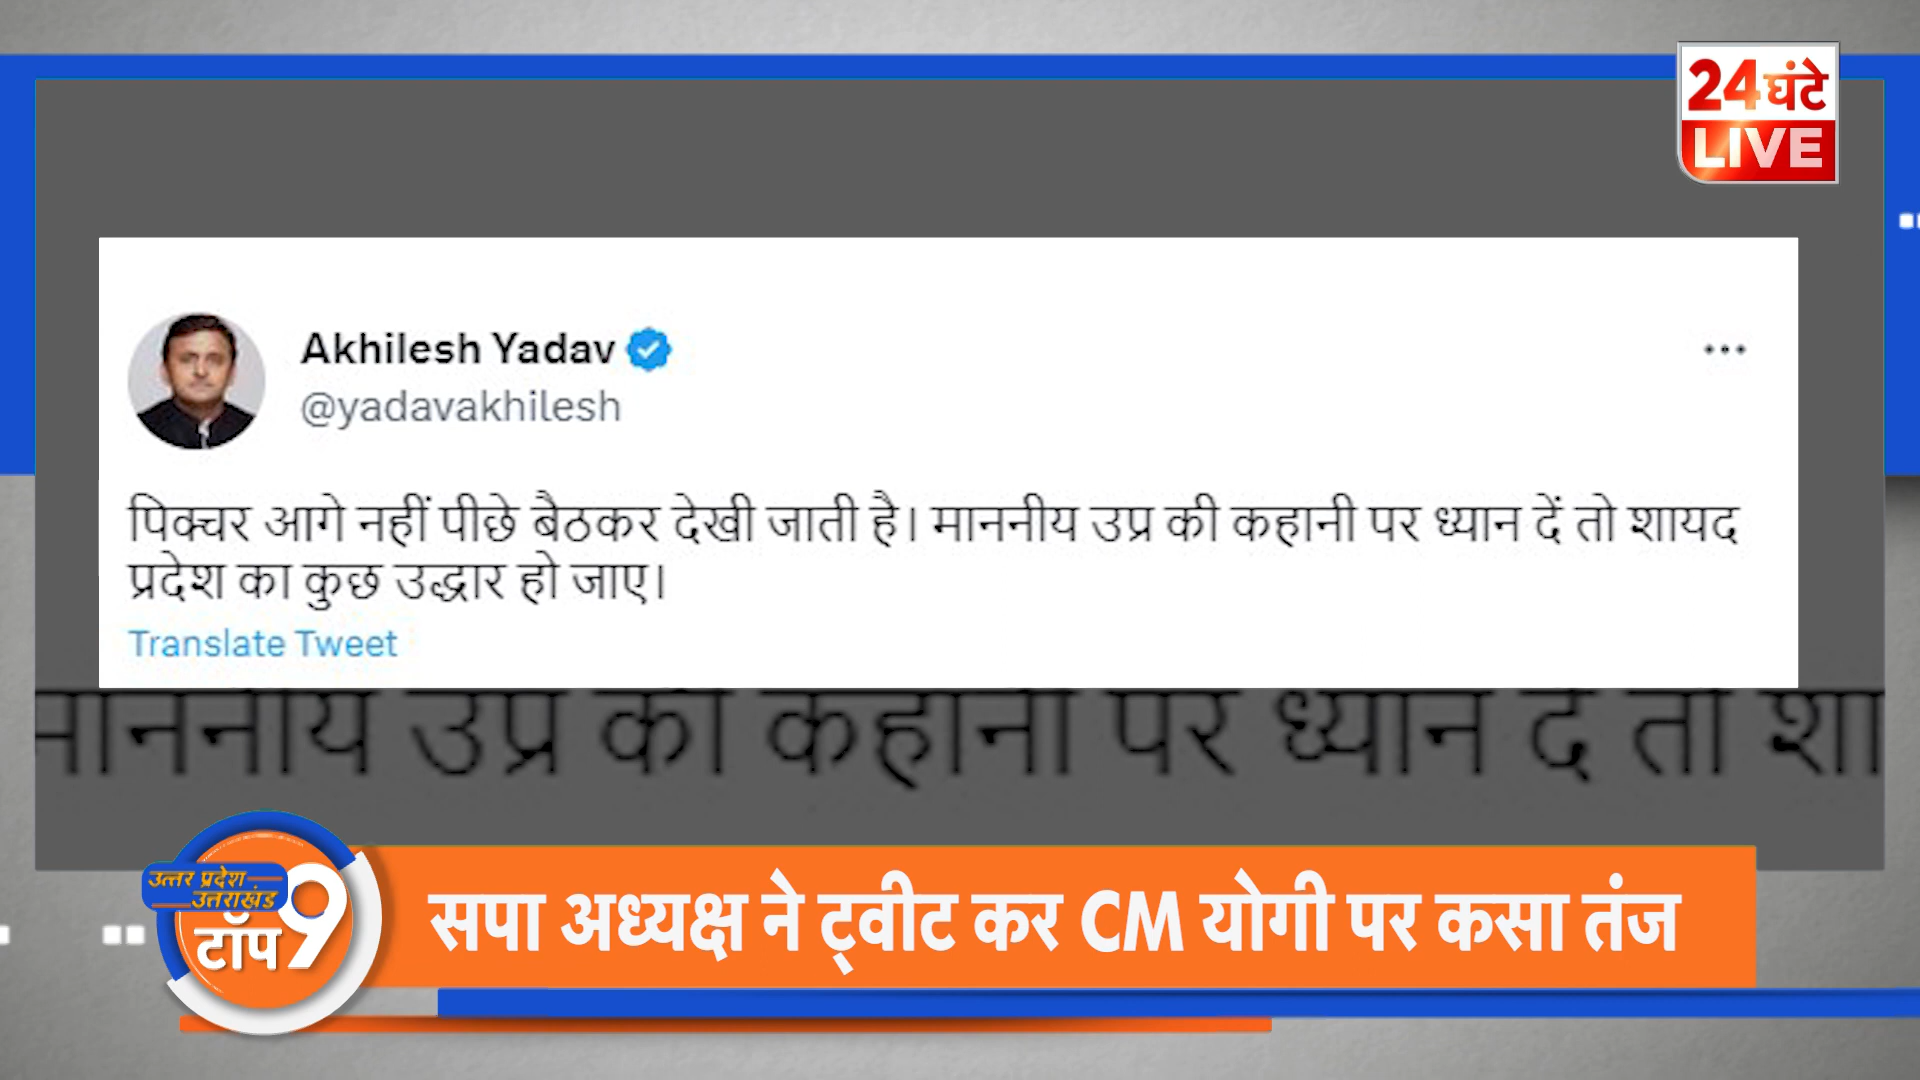 24घंटे
LIVE
Akhilesh Yadav
@yadavakhilesh
पिक्चर आगे नहीं पीछे बैठकर देखी जाती है। माननीय उप्र की कहानी पर ध्यान दें तो शायद
प्रदेश का कुछ उद्धार हो जाए।
Translate Tweet
माननीय उप्र की कहानी पर ध्यान दें तो शा
उत्तर प्रदेश
उत्तराखंड
टॉप 9
सपा अध्यक्ष ने ट्वीट कर CM योगी पर कसा तंज